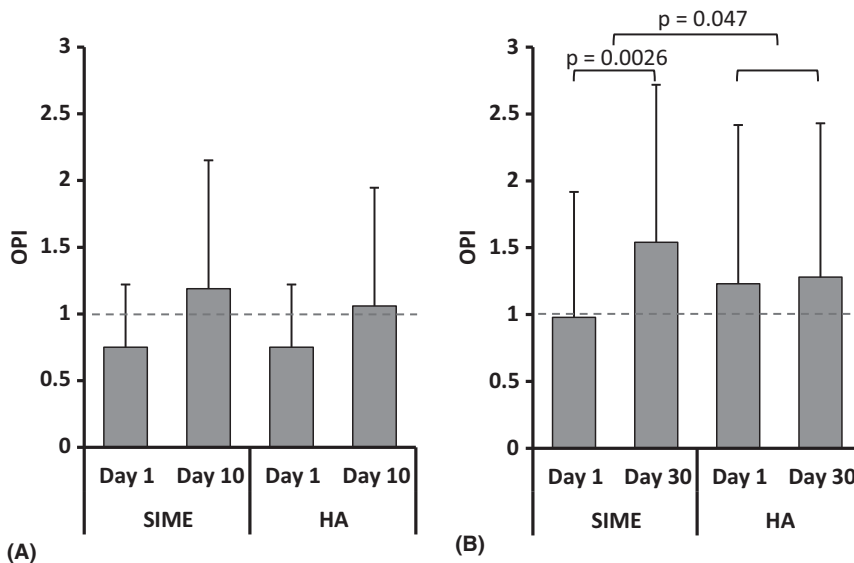 3
2.5
2
1.5
1
0.5
0
OPI
Day 1 Day 10 Day 1 Day 10
SIME HA
(A)
p = 0.047
p = 0.0026
3
2.5
2
1.5
1
0.5
0
OPI
Day 1 Day 30 Day 1 Day 30
SIME HA
(B)